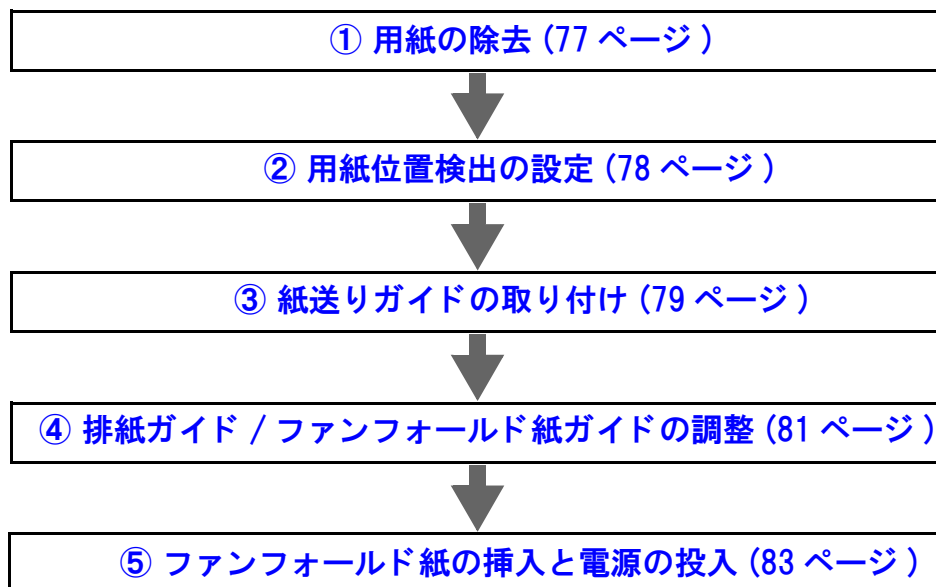 ① 用紙の除去 (77 ページ )
② 用紙位置検出の設定 (78 ページ )
③ 紙送りガイドの取り付け (79 ページ )
④ 排紙ガイド / ファンフォールド紙ガイドの調整 (81 ページ )
⑤ ファンフォールド紙の挿入と電源の投入 (83 ページ )